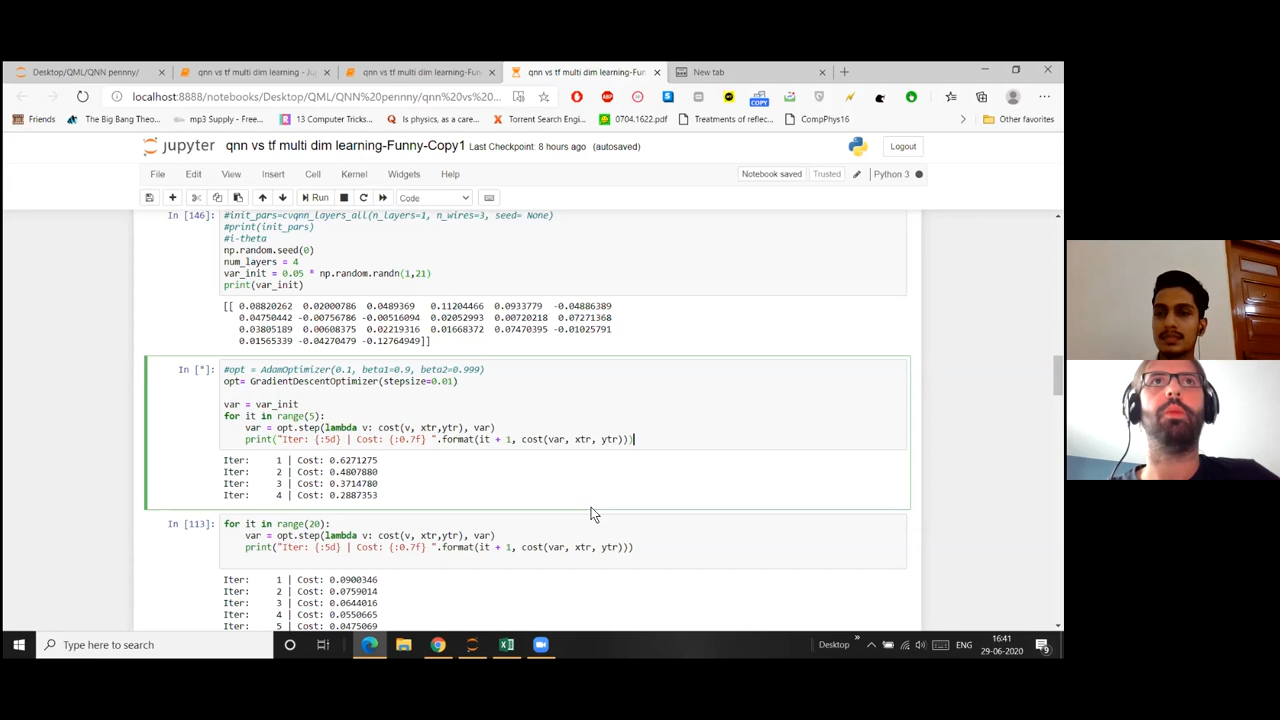 Desktop/QML/QNN pennny/
qnn vs tf multi dim learning - Ju
qnn vs tf multi dim learning-Fun
qnn vs tf multi dim learning-Fun
New tab
localhost:8888/notebooks/Desktop/QML/QNN%20pennny/qnn%20vs%20...
ABP
COPY
Friends
The Big Bang Theo...
mp3 Supply - Free...
13 Computer Tricks...
Is physics, as a care...
Torrent Search Engi...
0704.1622.pdf
Treatments of reflec...
CompPhys16
Other favorites
jupyter qnn vs tf multi dim learning-Funny-Copy1 Last Checkpoint: 8 hours ago (autosaved)
Logout
File Edit View Insert Cell Kernel Widgets Help
Notebook saved Trusted Python 3
Run Code
In [146]: #init_pars=cvqnn_layers_all(n_layers=1, n_wires=3, seed= None)
#print(init_pars)
#i-theta
np.random.seed(0)
num_layers = 4
var_init = 0.05 * np.random.randn(1,21)
print(var_init)
[[ 0.08820262 0.02000786 0.0489369 0.11204466 0.0933779 -0.04886389
0.04750442 -0.00756786 -0.00516094 0.02052993 0.00720218 0.07271368
0.03805189 0.00608375 0.02219316 0.01668372 0.07470395 -0.01025791
0.01565339 -0.04270479 -0.12764949]]
In [*]: #opt = AdamOptimizer(0.1, beta1=0.9, beta2=0.999)
opt= GradientDescentOptimizer(stepsize=0.01)
var = var_init
for it in range(5):
var = opt.step(lambda v: cost(v, xtr,ytr), var)
print("Iter: {:5d} | Cost: {:0.7f} ".format(it + 1, cost(var, xtr, ytr)))
Iter: 1 | Cost: 0.6271275
Iter: 2 | Cost: 0.4807880
Iter: 3 | Cost: 0.3714780
Iter: 4 | Cost: 0.2887353
In [113]: for it in range(20):
var = opt.step(lambda v: cost(v, xtr,ytr), var)
print("Iter: {:5d} | Cost: {:0.7f} ".format(it + 1, cost(var, xtr, ytr)))
Iter: 1 | Cost: 0.0900346
Iter: 2 | Cost: 0.0759014
Iter: 3 | Cost: 0.0644016
Iter: 4 | Cost: 0.0550665
Iter: 5 | Cost: 0.0475069
Type here to search
Desktop
ENG
16:41
29-06-2020